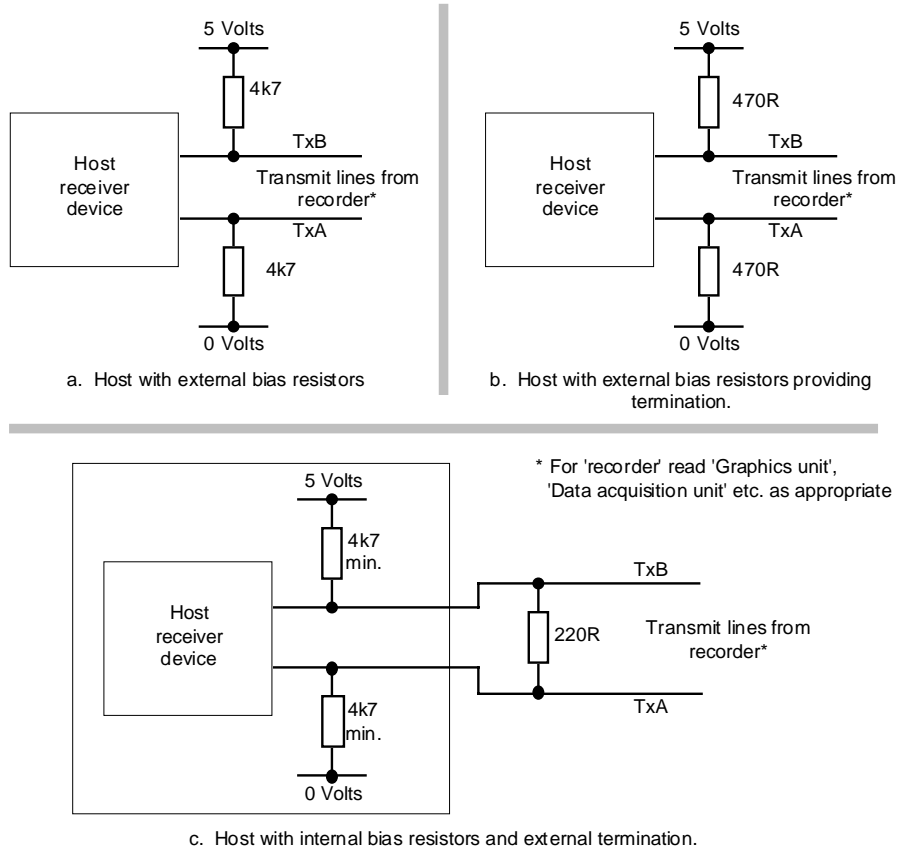 5 Volts
4k7
TxB
Host
receiver
device
Transmit lines from
recorder*
TxA
4k7
0 Volts
a. Host with external bias resistors
5 Volts
470R
TxB
Host
receiver
device
Transmit lines from
recorder*
TxA
470R
0 Volts
b. Host with external bias resistors providing
termination.
* For 'recorder' read 'Graphics unit',
'Data acquisition unit' etc. as appropriate
5 Volts
4k7
min.
TxB
Host
receiver
device
220R
Transmit lines from
recorder*
TxA
4k7
min.
0 Volts
c. Host with internal bias resistors and external termination.